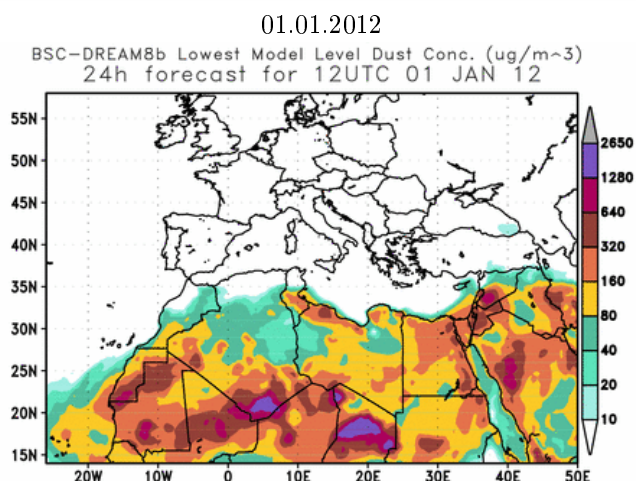 01.01.2012
BSC-DREAM8b Lowest Model Level Dust Conc. (ug/m^3)
24h forecast for 12UTC 01 JAN 12
55N
50N
45N
40N
35N
30N
25N
20N
15N
20W
10W
0
10E
20E
30E
40E
50E
2650
1280
640
320
160
80
40
20
10